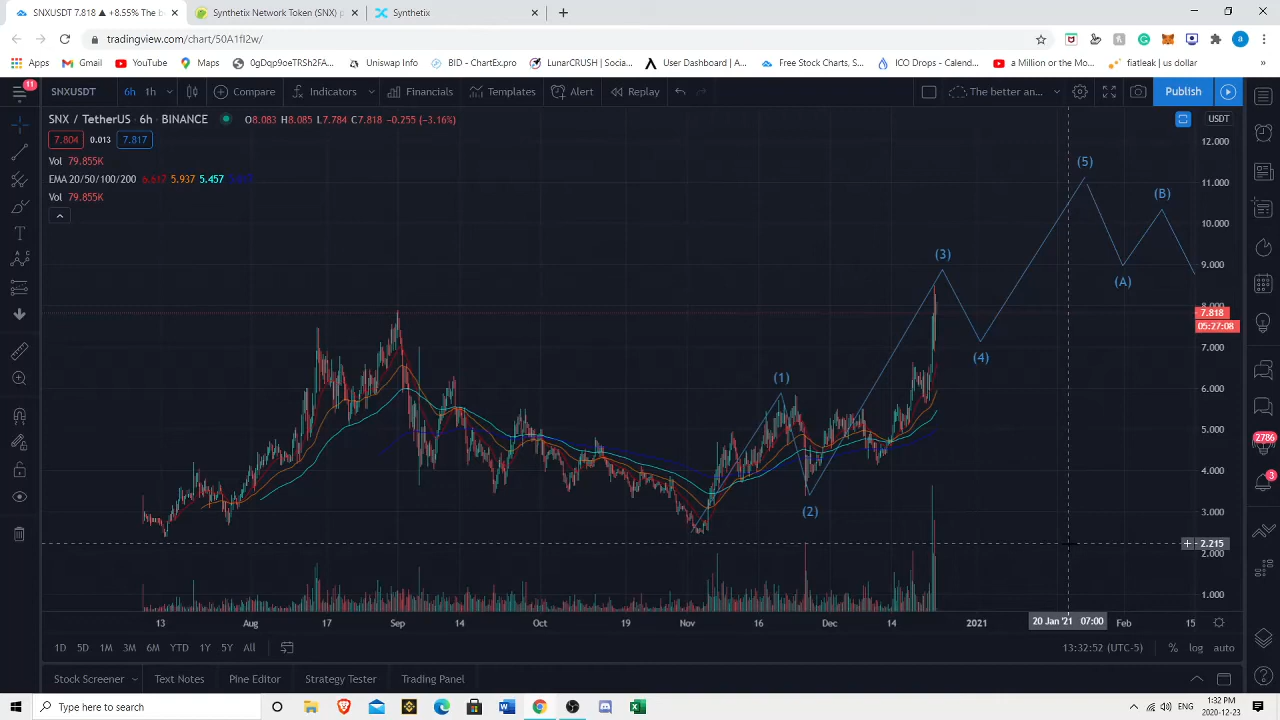 SNXUSDT 7.818 ▲ +8.55% The b
Synthetix Network Token (SNX) p
Synthetix
tradingview.com/chart/50A1fI2w/
Apps
Gmail
YouTube
Maps
0gDqp9nCTRSh2FA...
Uniswap Info
BD - ChartEx.pro
LunarCRUSH | Socia...
User Dashboard | A...
Free Stock Charts, S...
ICO Drops - Calend...
a Million or the Mo...
fiatleak | us dollar
»
11
SNXUSDT
6h
1h
Compare
Indicators
Financials
Templates
Alert
Replay
The better an...
Publish
SNX / TetherUS 6h · BINANCE
O8.083 H8.085 L7.784 C7.818 -0.255 (-3.16%)
USDT
7.804 0.013 7.817
Vol 79.855K
EMA 20/50/100/200 6.617 5.937 5.457
Vol 79.855K
12.000
11.000
10.000
9.000
8.000
7.818
05:27:08
7.000
6.000
5.000
4.000
3.000
2.215
2.000
1.000
(1)
(2)
(3)
(4)
(5)
(A)
(B)
2786
3
13
Aug
17
Sep
14
Oct
19
Nov
16
Dec
14
2021
20 Jan '21 07:00
Feb
15
1D 5D 1M 3M 6M YTD 1Y 5Y All
13:32:52 (UTC-5)
% log auto
Stock Screener
Text Notes
Pine Editor
Strategy Tester
Trading Panel
Type here to search
1:32 PM
2020-12-23